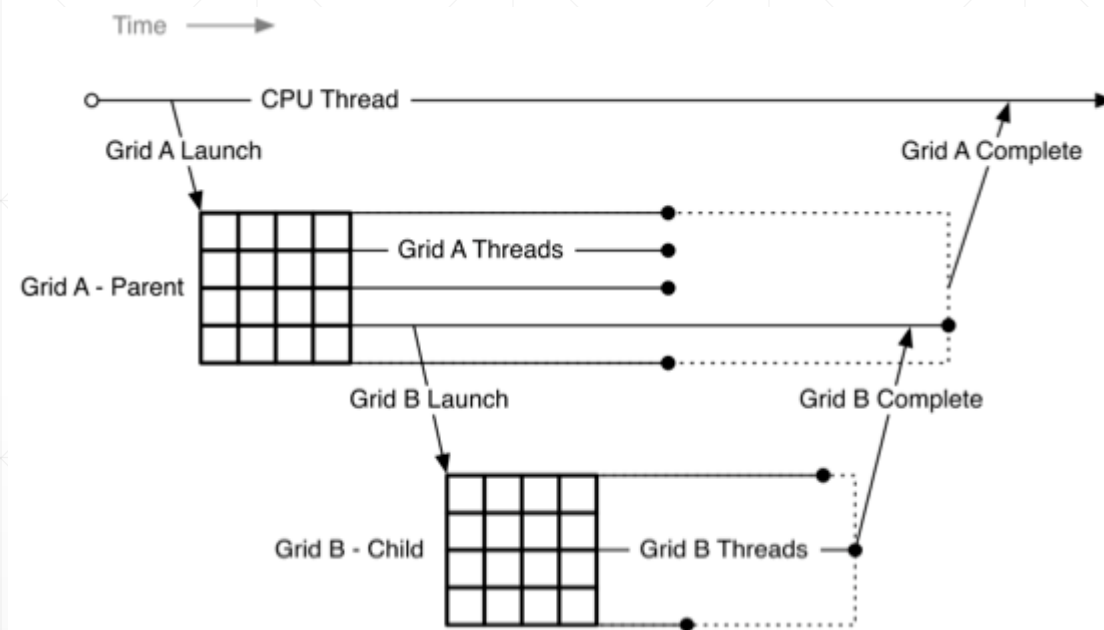 Time
CPU Thread
Grid A Launch
Grid A Complete
Grid A Threads
Grid A - Parent
Grid B Launch
Grid B Complete
Grid B - Child
Grid B Threads